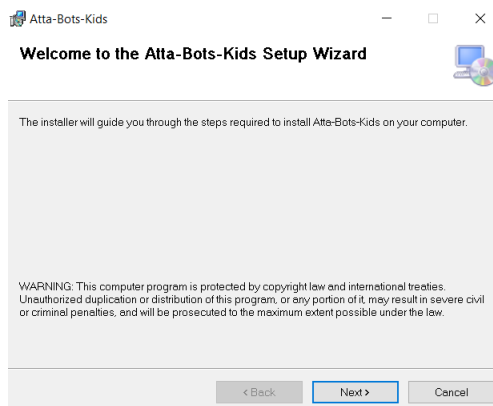 Atta-Bots-Kids
Welcome to the Atta-Bots-Kids Setup Wizard
The installer will guide you through the steps required to install Atta-Bots-Kids on your computer.
WARNING: This computer program is protected by copyright law and international treaties.
Unauthorized duplication or distribution of this program, or any portion of it, may result in severe civil
or criminal penalties, and will be prosecuted to the maximum extent possible under the law.
< Back Next > Cancel